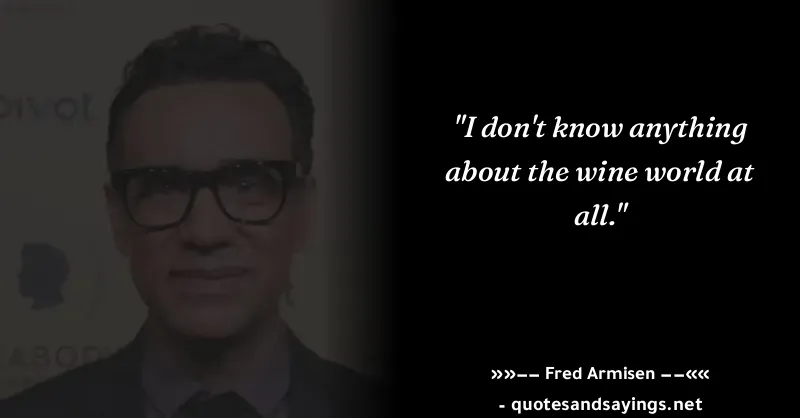 "I don't know anything
about the wine world at
all."
»»—— Fred Armisen ——««
- quotesandsayings.net